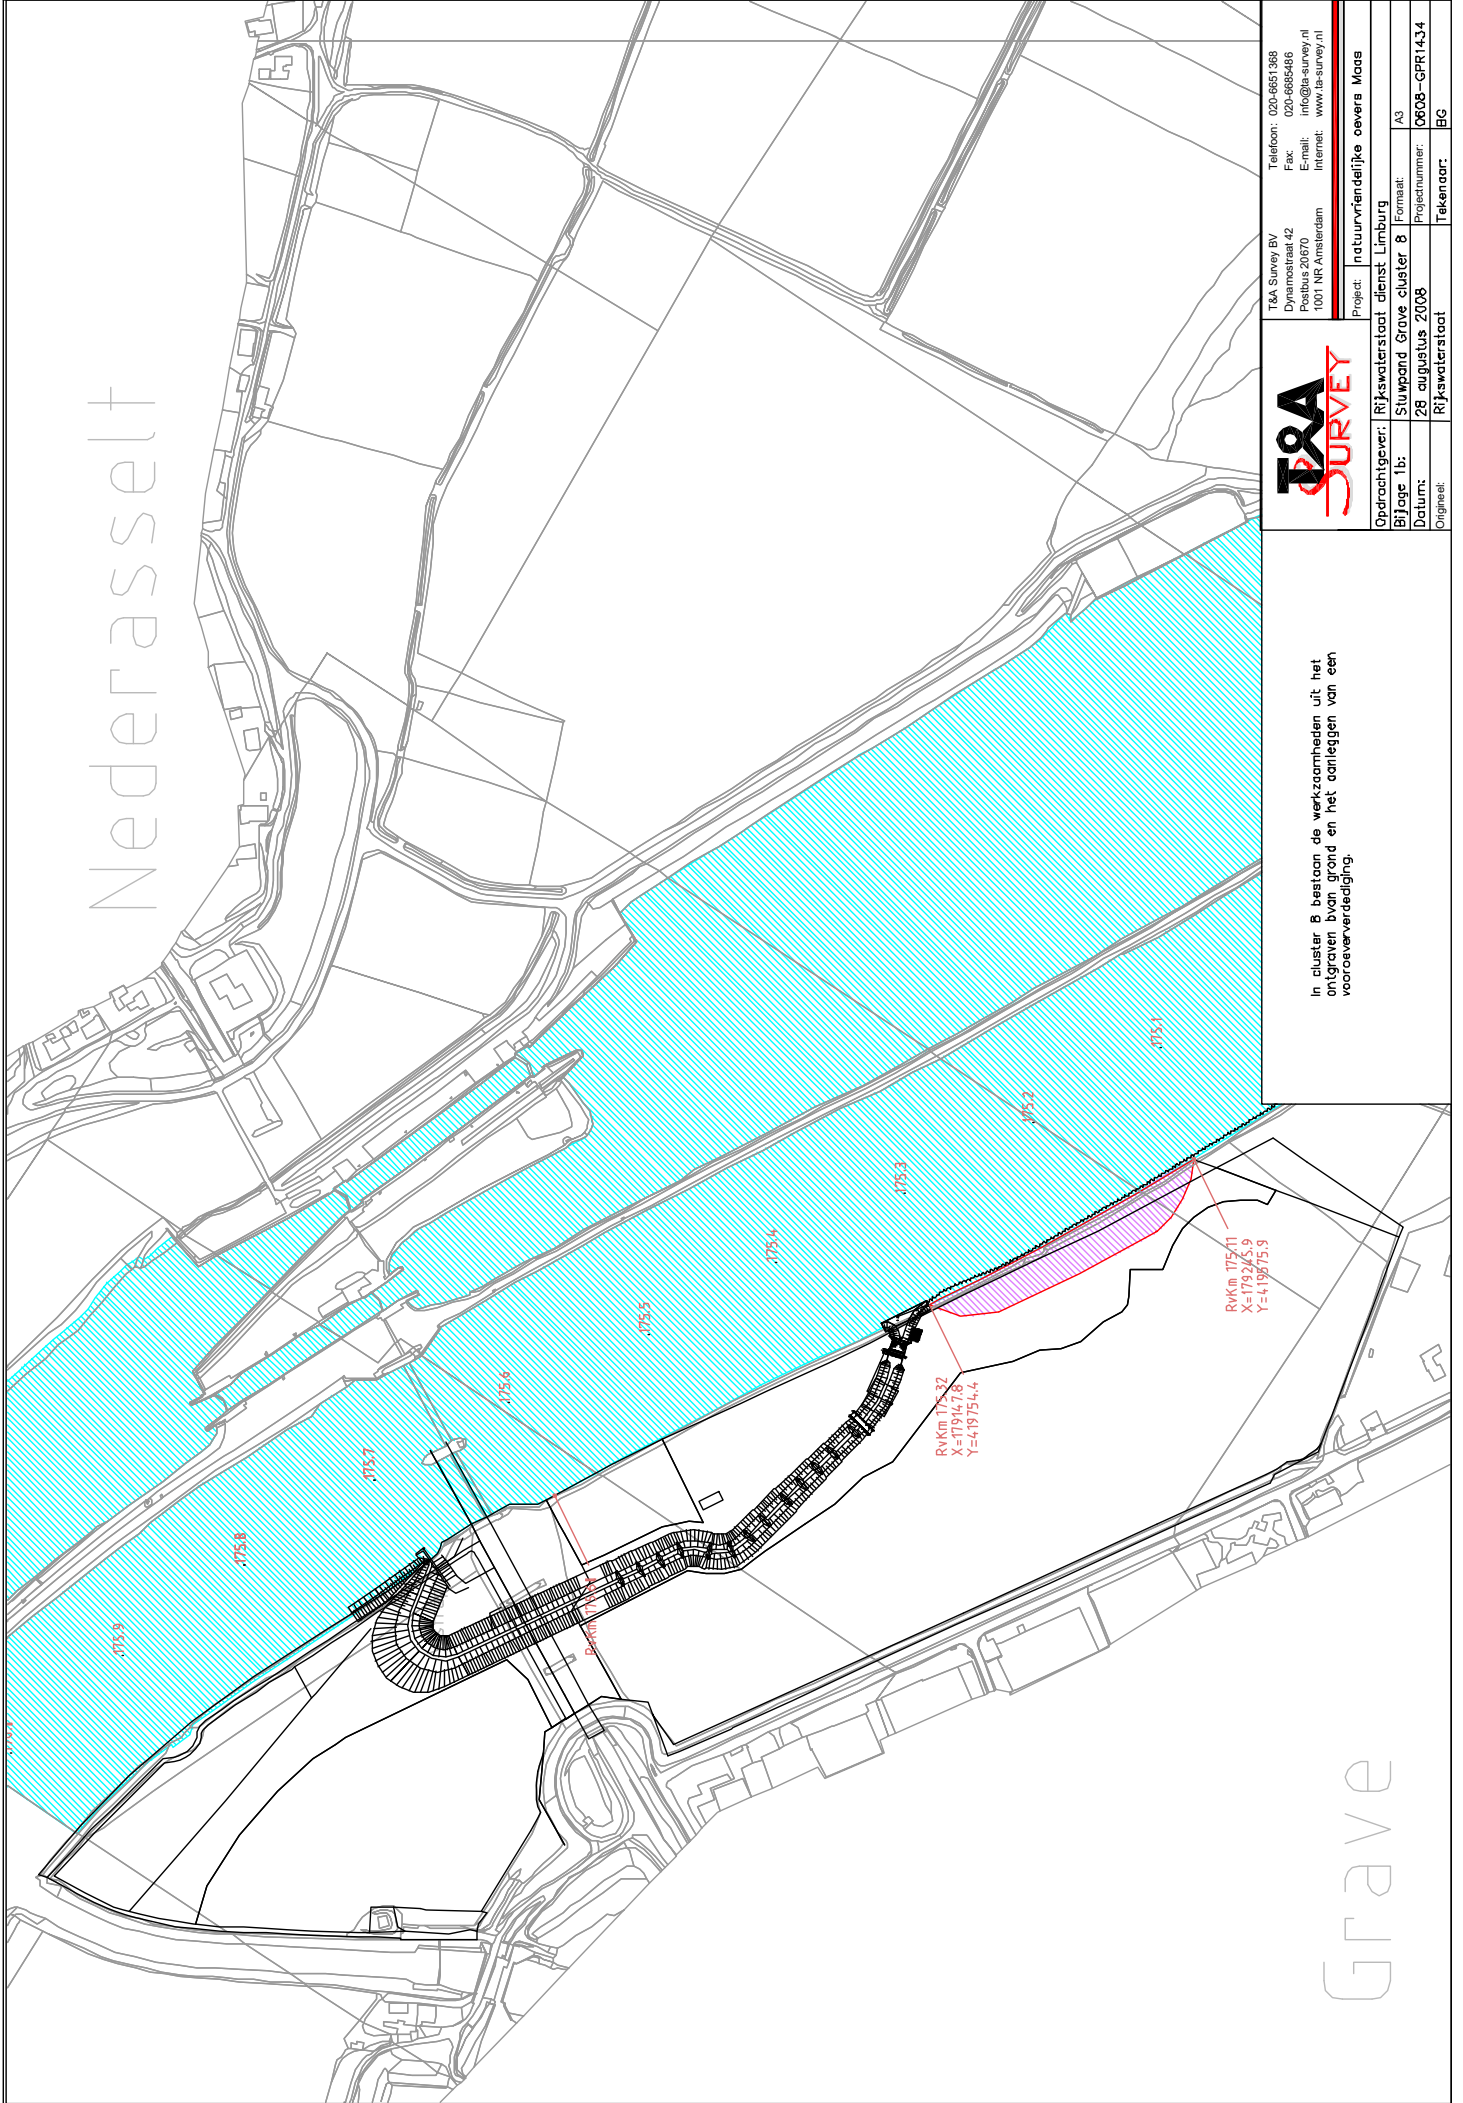 Nederasselt
Grave
.175.9
.175.8
.175.7
.175.6
.175.5
.175.4
.175.3
.175.2
.175.1
RvKm 175.32
X=179147.8
Y=419754.4
RvKm 175.11
X=179245.9
Y=419575.9
In cluster B bestaan de werkzaamheden uit het
ontgraven bvan grond en het aanleggen van een
vooroeververdediging.
T&A SURVEY
T&A Survey BV
Dynamostraat 42
Postbus 20670
1001 NR Amsterdam
Telefoon: 020-6651368
Fax: 020-6685486
E-mail: info@ta-survey.nl
Internet: www.ta-survey.nl
Project: natuurvriendelijke oevers Maas
Opdrachtgever: Rijkswaterstaat dienst Limburg
Bijlage 1b: Stuwpand Grave cluster B Formaat: A3
Datum: 28 augustus 2008 Projectnummer: 0608-GPR1434
Origineel: Rijkswaterstaat Tekenaar: BG